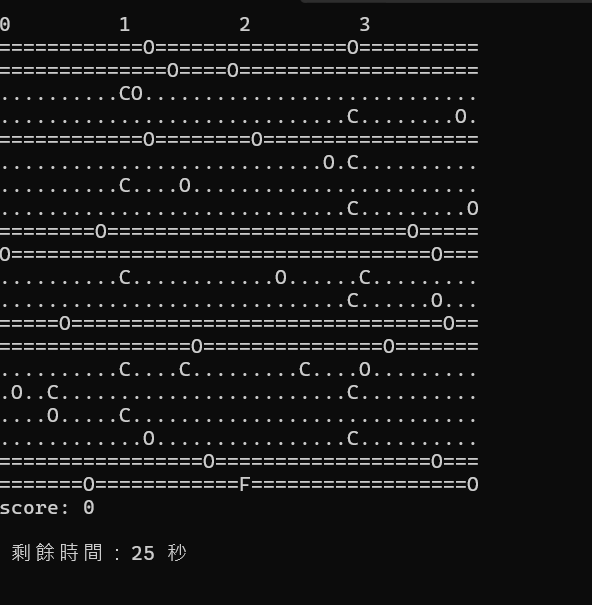 0         1         2         3
============O================O==========
==============O====O====================
..........CO............................
.............................C........O.
============O========O==================
...........................O.C..........
..........C....O........................
.............................C.........O
========O=========================O=====
O===================================O===
..........C............O......C.........
.............................C......O...
=====O===============================O==
================O===============O=======
..........C....C.........C....O.........
.O..C........................C..........
....O.....C.............................
............O................C..........
=================O==================O===
=======O============F==================O
score: 0
剩餘時間：25 秒